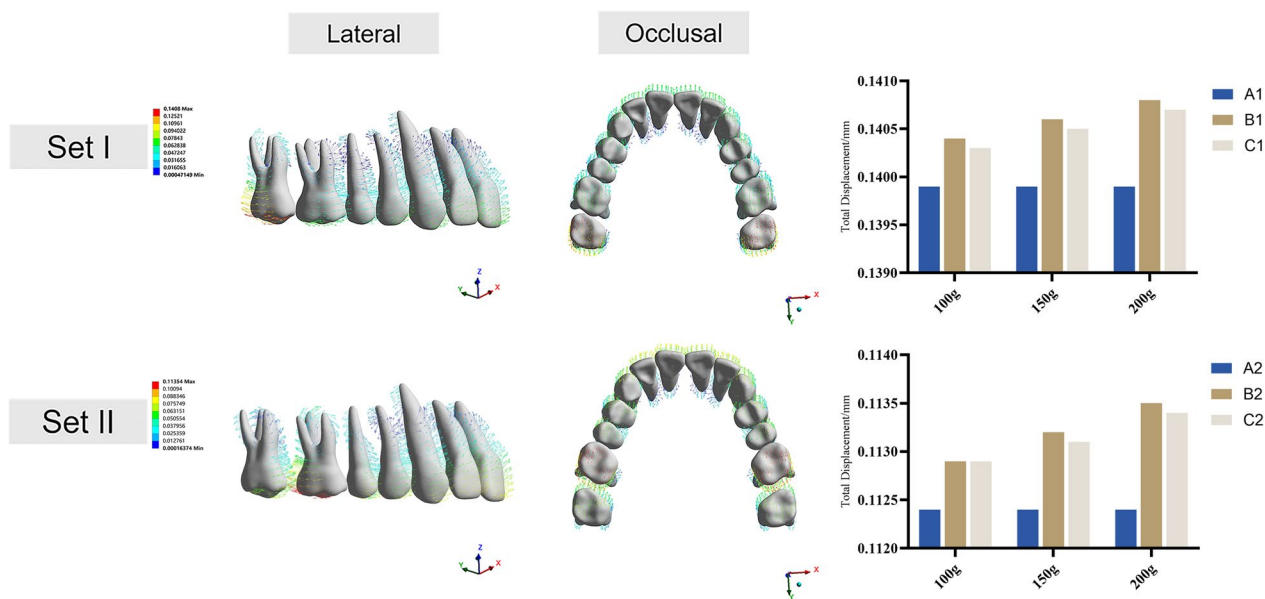 Lateral
Occlusal
Set I
0.1408 Max
0.12521
0.10961
0.094022
0.07843
0.062838
0.047247
0.031655
0.016063
0.00047149 Min
Z
Y
X
X
Y
Total Displacement/mm
0.1410
0.1405
0.1400
0.1395
0.1390
100g
150g
200g
A1
B1
C1
Set II
0.11354 Max
0.10094
0.088346
0.075749
0.063151
0.050554
0.037956
0.025359
0.012761
0.00016374 Min
Z
Y
X
X
Y
Total Displacement/mm
0.1140
0.1135
0.1130
0.1125
0.1120
100g
150g
200g
A2
B2
C2